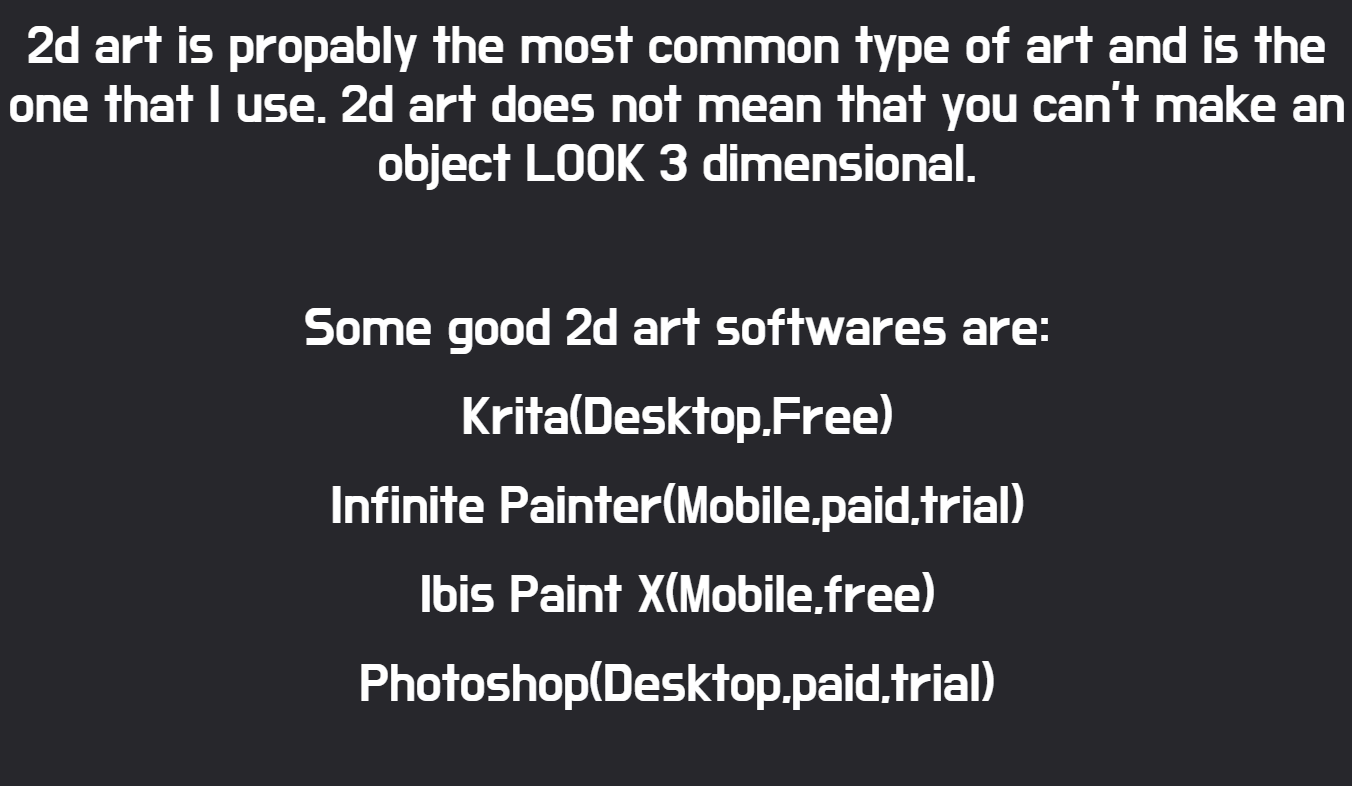 2d art is propably the most common type of art and is the
one that I use. 2d art does not mean that you can't make an
object LOOK 3 dimensional.
Some good 2d art softwares are:
Krita(Desktop,Free)
Infinite Painter(Mobile,paid,trial)
Ibis Paint X(Mobile,free)
Photoshop(Desktop,paid,trial)